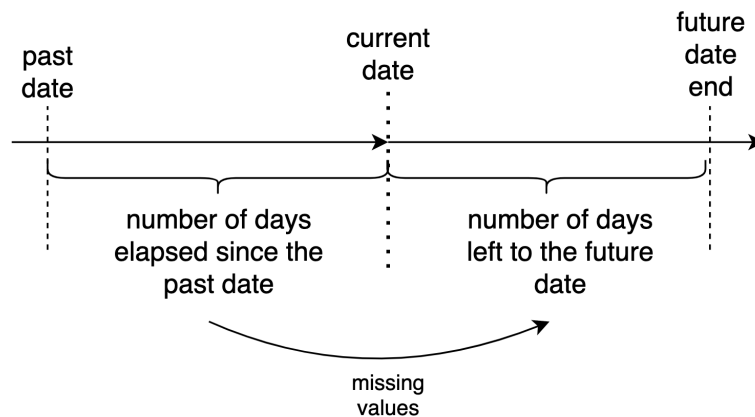 past
date
current
date
future
date
end
number of days
elapsed since the
past date
number of days
left to the future
date
missing
values